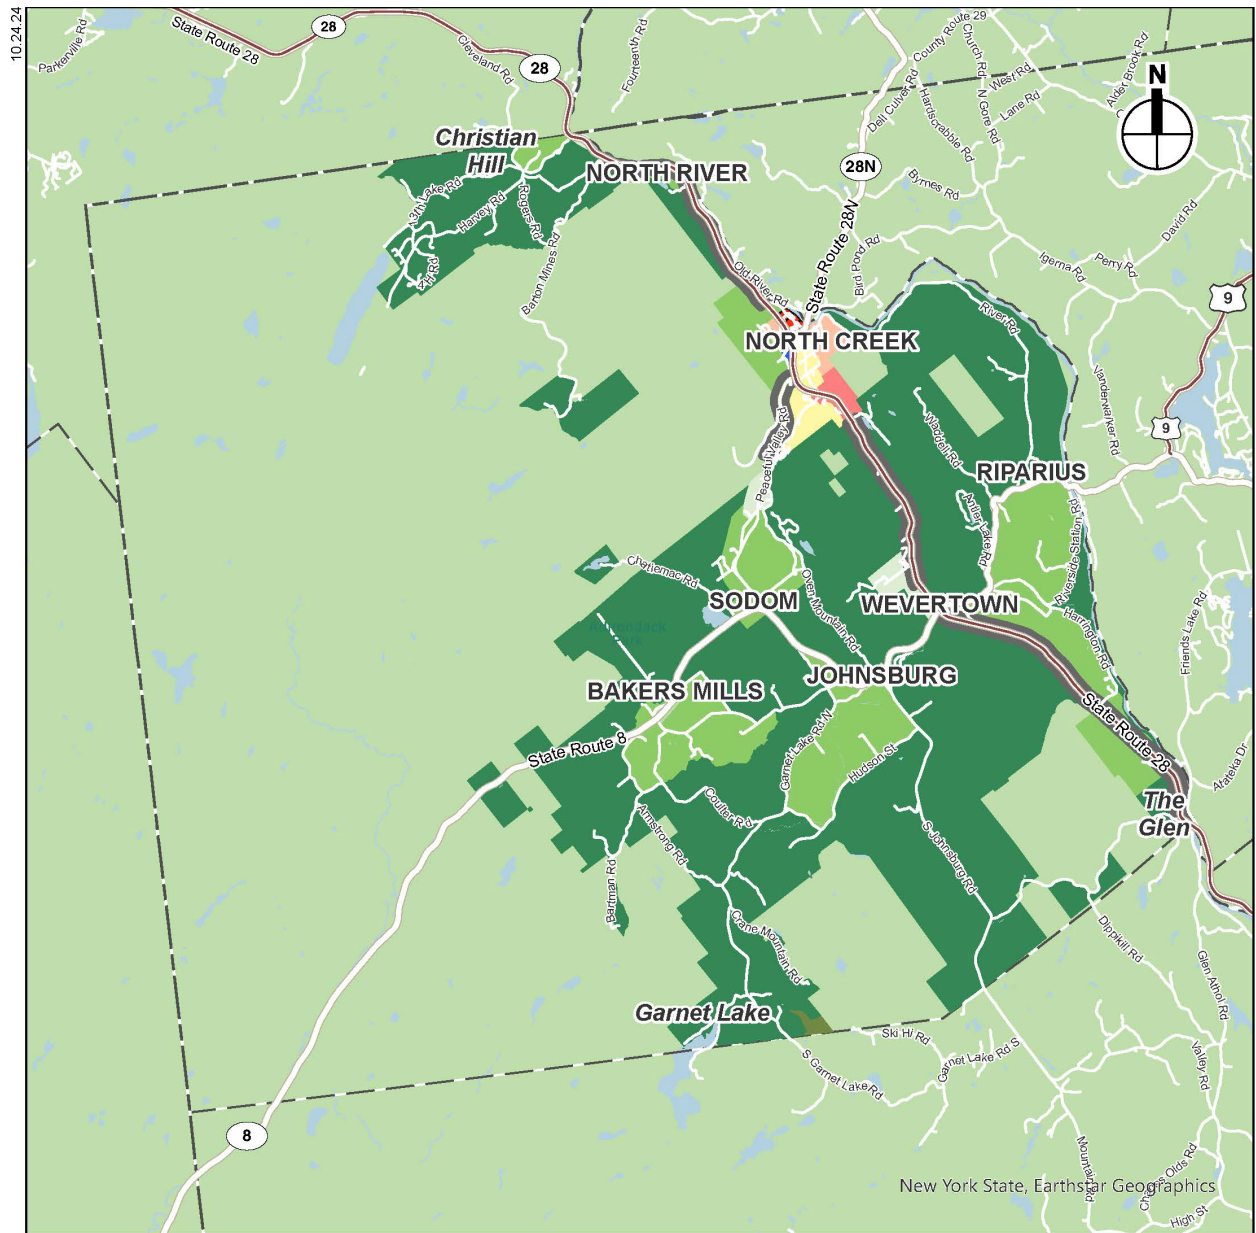 10.24.24
Parkerville Rd
State Route 28
28
Cleveland Rd
28
Fourteenth Rd
County Route 29
Church Rd
West Rd
Alder Brook Rd
N
Dell Culver Rd
Hardscrabble Rd
N Gore Rd
Lane Rd
Christian
Hill
NORTH RIVER
28N
Byrnes Rd
13th Lake Rd
Harvey Rd
Rogers Rd
Barton Mines Rd
4H Rd
Old River Rd
State Route 28N
Bird Pond Rd
Igerna Rd
Perry Rd
David Rd
9
River Rd
NORTH CREEK
Vanderwalker Rd
9
Peaceful Valley Rd
Waddell Rd
RIPARIUS
Antler Lake Rd
Riverside Station Rd
Chatiemac Rd
Oven Mountain Rd
SODOM
WEVERTOWN
Adirondack
Park
Harrington Rd
Friends Lake Rd
BAKERS MILLS
JOHNSBURG
State Route 8
Garnet Lake Rd N
Hudson St
State Route 28
Atateka Dr
The
Glen
Coulter Rd
Armstrong Rd
Bartman Rd
S Johnsburg Rd
Crane Mountain Rd
Dippikill Rd
Glen Athol Rd
Garnet Lake
Ski Hi Rd
S Garnet Lake Rd
Garnet Lake Rd S
Valley Rd
8
Mountain Rd
Charles Olds Rd
High St
New York State, Earthstar Geographics